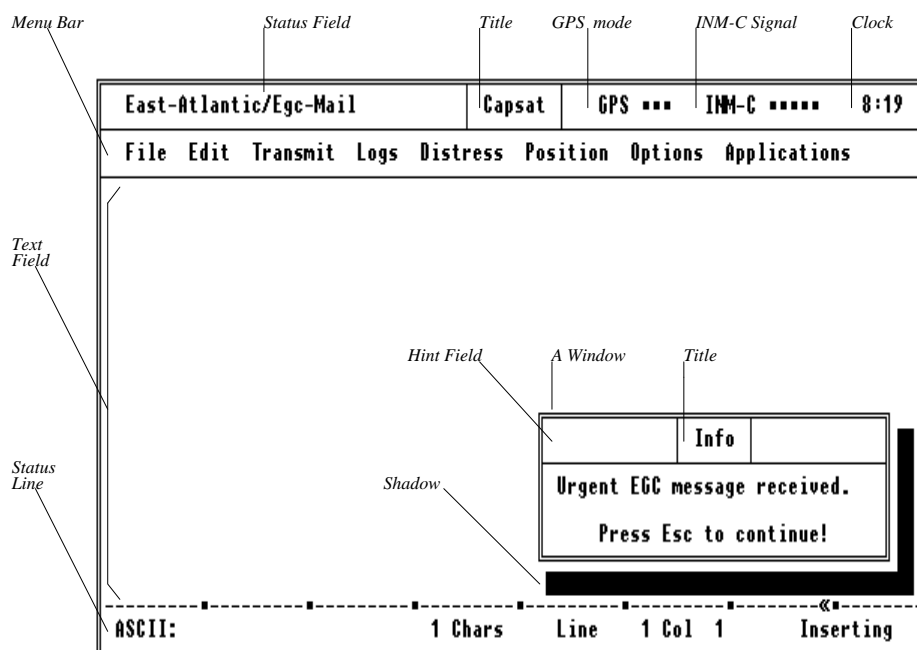 Menu Bar Status Field Title GPS mode INM-C Signal Clock
East-Atlantic/Egc-Mail Capsat GPS ▪▪▪ INM-C ▪▪▪▪▪ 8:19
File Edit Transmit Logs Distress Position Options Applications
Text
Field
Hint Field A Window Title
Info
Status
Line
Shadow
Urgent EGC message received.
Press Esc to continue!
ASCII: 1 Chars Line 1 Col 1 Inserting